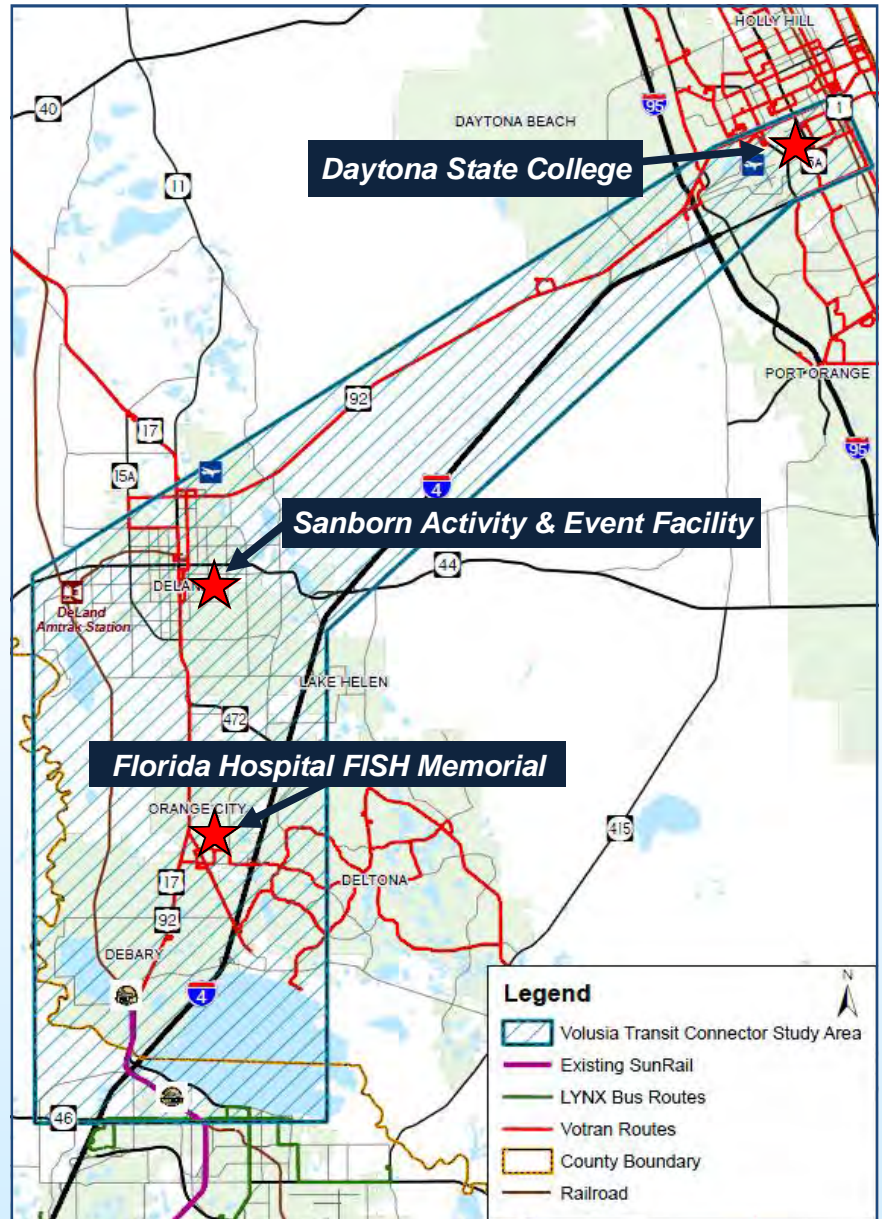 HOLLY HILL
1
95
40
DAYTONA BEACH
Daytona State College
5A
11
PORT ORANGE
92
17
95
15A
4
Sanborn Activity & Event Facility
44
DELAN
DeLand
Amtrak Station
LAKE HELEN
472
Florida Hospital FISH Memorial
ORANGE CITY
415
DELTONA
17
92
DEBARY
4
46
N
Legend
Volusia Transit Connector Study Area
Existing SunRail
LYNX Bus Routes
Votran Routes
County Boundary
Railroad